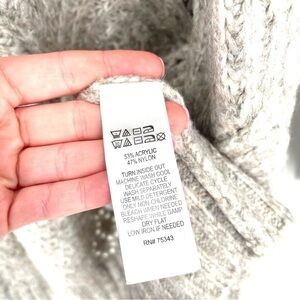 53% ACRYLIC
47% NYLON
TURN INSIDE OUT
MACHINE WASH COOL
DELICATE CYCLE
WASH SEPARATELY
USE MILD DETERGENT
ONLY NON CHLORINE
BLEACH WHEN NEEDED
RESHAPE WHILE DAMP
DRY FLAT
LOW IRON IF NEEDED
RN# 75343